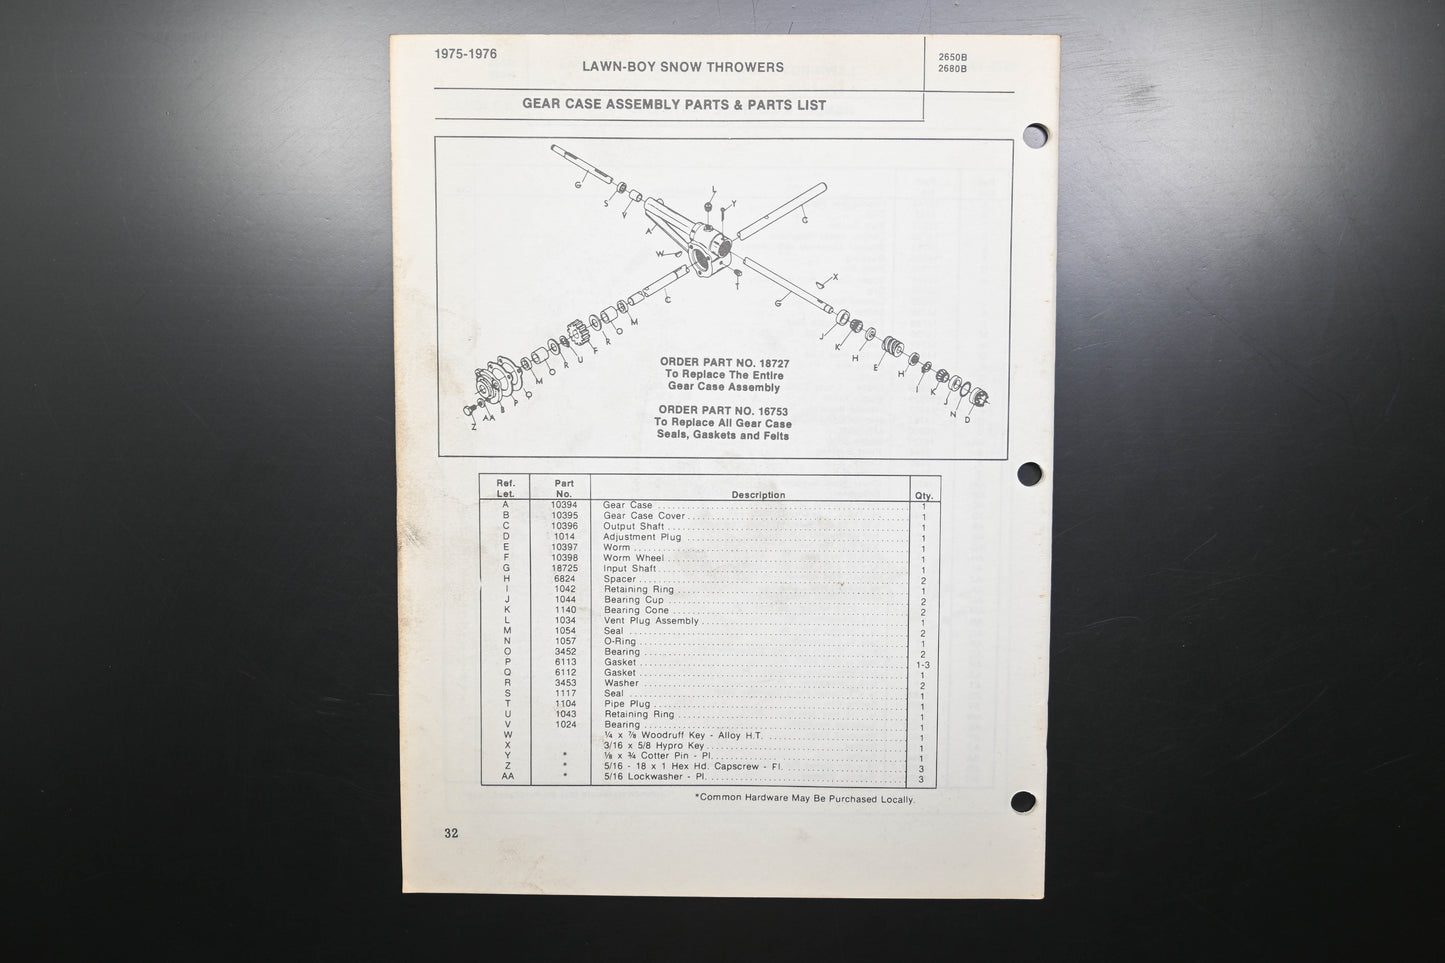 1975-1976
LAWN-BOY SNOW THROWERS
2650B
2680B
GEAR CASE ASSEMBLY PARTS & PARTS LIST
G
S
V
A
L
Y
C
W
T
X
G
C
M
O
R
F
U
R
O
M
Q
P
B
AA
Z
J
K
H
E
H
I
K
J
N
D
ORDER PART NO. 18727
To Replace The Entire
Gear Case Assembly
ORDER PART NO. 16753
To Replace All Gear Case
Seals, Gaskets and Felts
Ref. Let. Part No. Description Qty.
A 10394 Gear Case 1
B 10395 Gear Case Cover 1
C 10396 Output Shaft 1
D 1014 Adjustment Plug 1
E 10397 Worm 1
F 10398 Worm Wheel 1
G 18725 Input Shaft 1
H 6824 Spacer 2
I 1042 Retaining Ring 1
J 1044 Bearing Cup 2
K 1140 Bearing Cone 2
L 1034 Vent Plug Assembly 1
M 1054 Seal 2
N 1057 O-Ring 1
O 3452 Bearing 2
P 6113 Gasket 1-3
Q 6112 Gasket 1
R 3453 Washer 2
S 1117 Seal 1
T 1104 Pipe Plug 1
U 1043 Retaining Ring 1
V 1024 Bearing 1
W ¼ x ⅞ Woodruff Key - Alloy H.T. 1
X 3/16 x 5/8 Hypro Key 1
Y * ⅛ x ¾ Cotter Pin - Pl. 1
Z * 5/16 - 18 x 1 Hex Hd. Capscrew - Fl. 3
AA * 5/16 Lockwasher - Pl. 3
*Common Hardware May Be Purchased Locally.
32